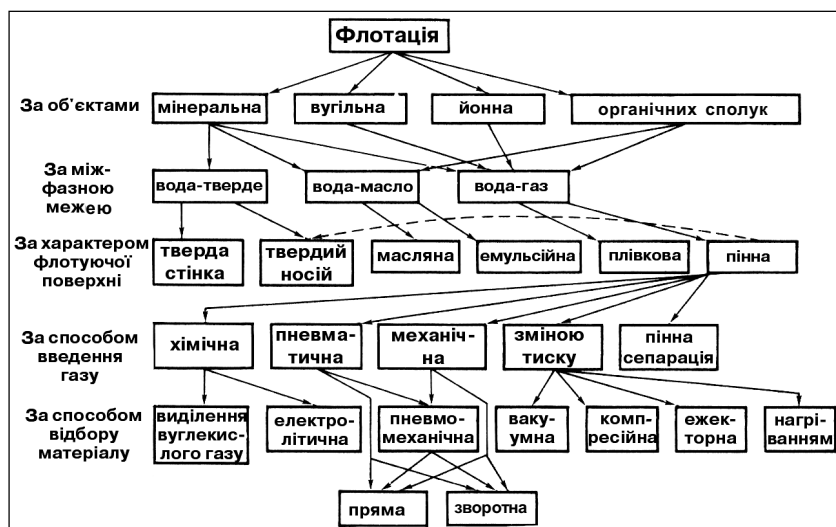 Флотація
За об'єктами
мінеральна
вугільна
йонна
органічних сполук
За між-
фазною
межею
вода-тверде
вода-масло
вода-газ
За характером
флотуючої
поверхні
тверда
стінка
твердий
носій
масляна
емульсійна
плівкова
пінна
За способом
введення
газу
хімічна
пневма-
тична
механіч-
на
зміною
тиску
пінна
сепарація
За способом
відбору
матеріалу
виділення
вуглекис-
лого газу
електро-
літична
пневмо-
механічна
ваку-
умна
комп-
ресійна
ежек-
торна
нагрі-
ванням
пряма
зворотна